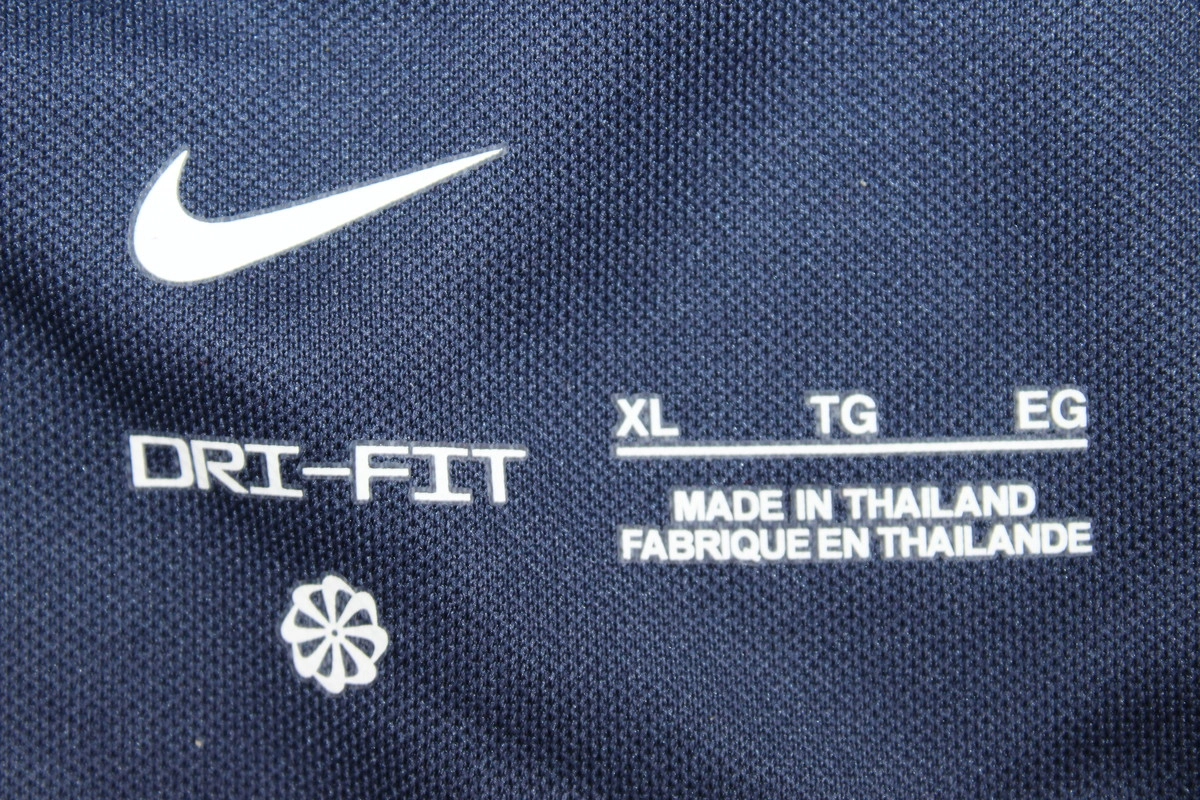 DRI-FIT
XL TG EG
MADE IN THAILAND
FABRIQUE EN THAILANDE